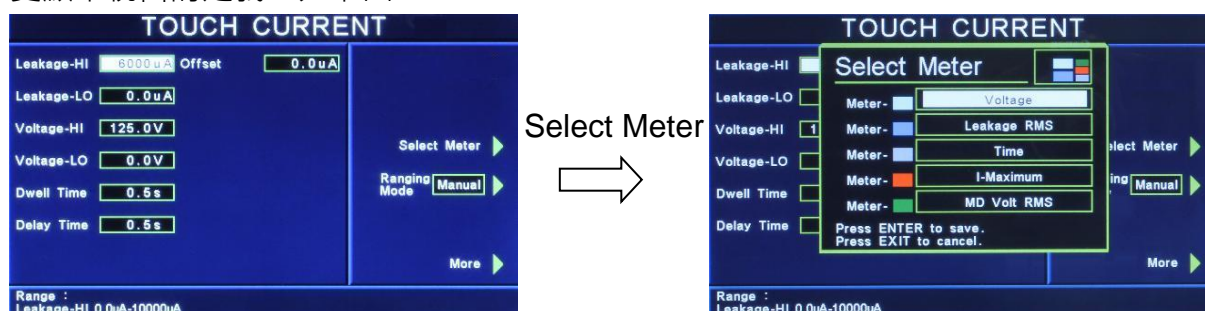 TOUCH CURRENT
Leakage-HI 6000uA Offset 0.0uA
Leakage-LO 0.0uA
Voltage-HI 125.0V
Voltage-LO 0.0V
Dwell Time 0.5s
Delay Time 0.5s
Select Meter
Ranging Mode Manual
More
Range :
Leakage-HI 0.0uA-10000uA
Select Meter
TOUCH CURRENT
Leakage-HI
Leakage-LO
Voltage-HI 1
Voltage-LO
Dwell Time
Delay Time
Select Meter
Meter- Voltage
Meter- Leakage RMS
Meter- Time
Meter- I-Maximum
Meter- MD Volt RMS
Press ENTER to save.
Press EXIT to cancel.
elect Meter
ing Manual
More
Range :
Leakage-HI 0.0uA-10000uA